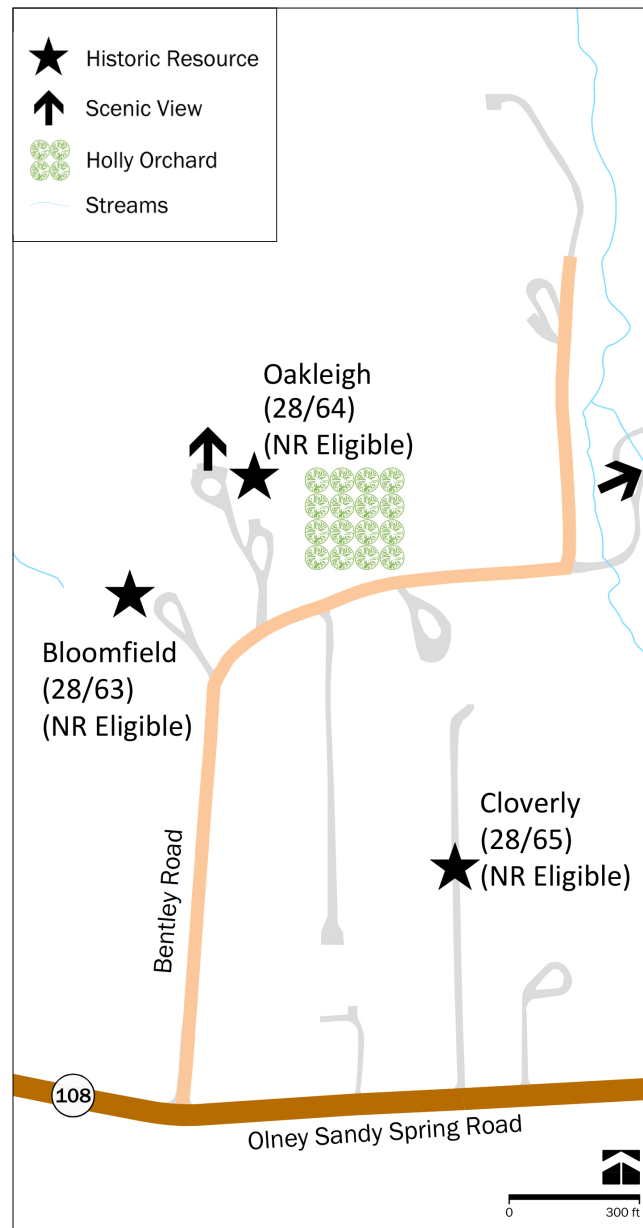 Historic Resource
Scenic View
Holly Orchard
Streams
Oakleigh
(28/64)
(NR Eligible)
Bloomfield
(28/63)
(NR Eligible)
Cloverly
(28/65)
(NR Eligible)
Bentley Road
108
Olney Sandy Spring Road
0
300 ft